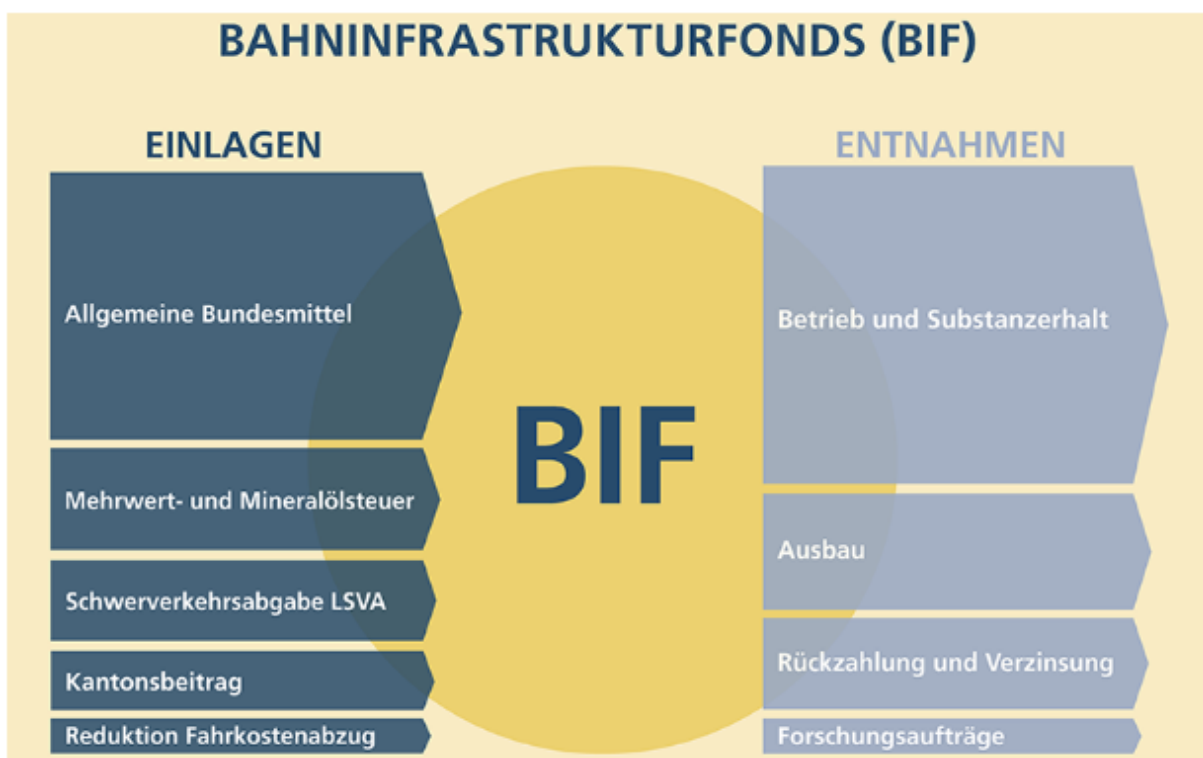 BAHNINFRASTRUKTURFONDS (BIF)
EINLAGEN
Allgemeine Bundesmittel
Mehrwert- und Mineralölsteuer
Schwerverkehrsabgabe LSVA
Kantonsbeitrag
Reduktion Fahrkostenabzug
BIF
ENTNAHMEN
Betrieb und Substanzerhalt
Ausbau
Rückzahlung und Verzinsung
Forschungsaufträge